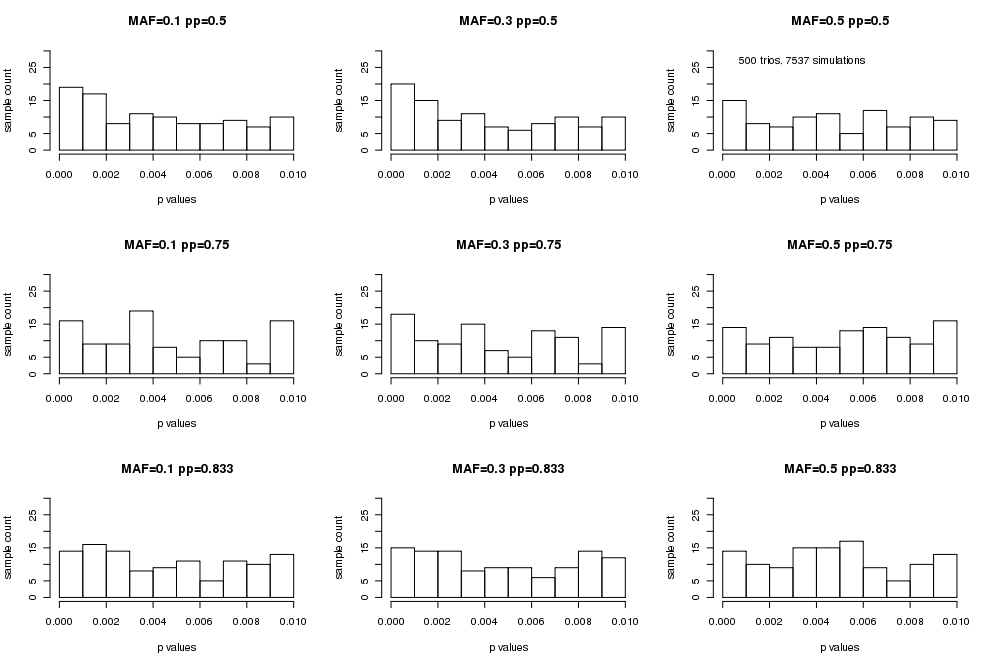 MAF=0.1 pp=0.5
sample count
0 5 15 25
0.000 0.002 0.004 0.006 0.008 0.010
p values
MAF=0.3 pp=0.5
sample count
0 5 15 25
0.000 0.002 0.004 0.006 0.008 0.010
p values
MAF=0.5 pp=0.5
500 trios, 7537 simulations
sample count
0 5 15 25
0.000 0.002 0.004 0.006 0.008 0.010
p values
MAF=0.1 pp=0.75
sample count
0 5 15 25
0.000 0.002 0.004 0.006 0.008 0.010
p values
MAF=0.3 pp=0.75
sample count
0 5 15 25
0.000 0.002 0.004 0.006 0.008 0.010
p values
MAF=0.5 pp=0.75
sample count
0 5 15 25
0.000 0.002 0.004 0.006 0.008 0.010
p values
MAF=0.1 pp=0.833
sample count
0 5 15 25
0.000 0.002 0.004 0.006 0.008 0.010
p values
MAF=0.3 pp=0.833
sample count
0 5 15 25
0.000 0.002 0.004 0.006 0.008 0.010
p values
MAF=0.5 pp=0.833
sample count
0 5 15 25
0.000 0.002 0.004 0.006 0.008 0.010
p values